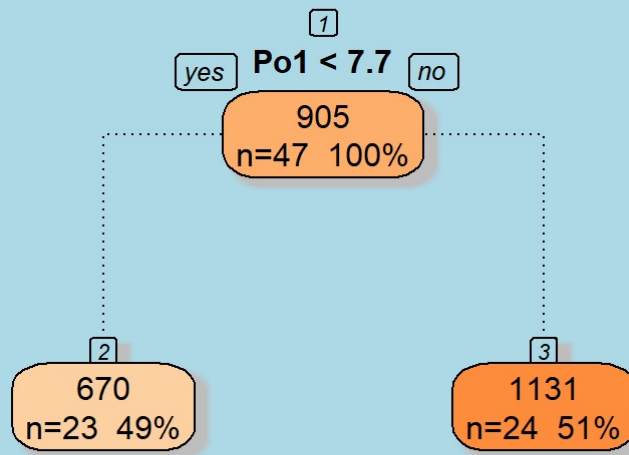 1
yes Po1 < 7.7 no
905
n=47 100%
2
670
n=23 49%
3
1131
n=24 51%